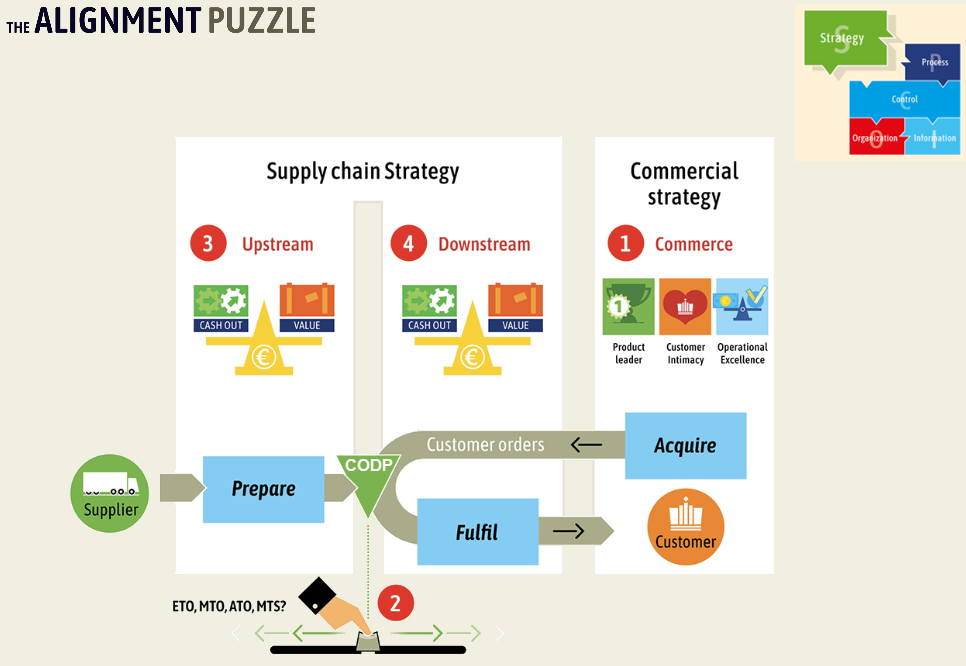 THE ALIGNMENT PUZZLE
Strategy
S
Process
P
Control
€
Organization
O
Information
I
Supply chain Strategy
Commercial
strategy
3 Upstream
4 Downstream
1 Commerce
CASH OUT
VALUE
€
CASH OUT
VALUE
€
1
Product
leader
Customer
Intimacy
Operational
Excellence
Customer orders
Acquire
CODP
Prepare
Supplier
Fulfil
Customer
ETO, MTO, ATO, MTS?
2